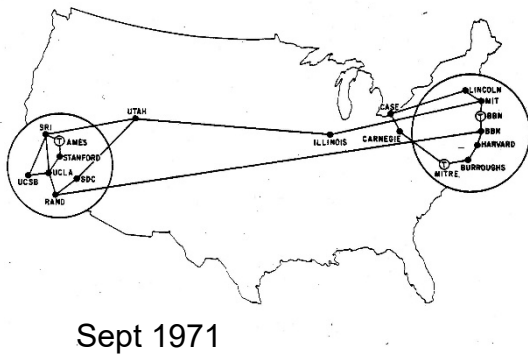 LINCOLN
CASE
MIT
UTAH
T BBN
SRI
T AMES
BBN
ILLINOIS
CARNEGIE
HARVARD
STANFORD
T
BURROUGHS
UCLA
SDC
MITRE
UCSB
RAND
Sept 1971